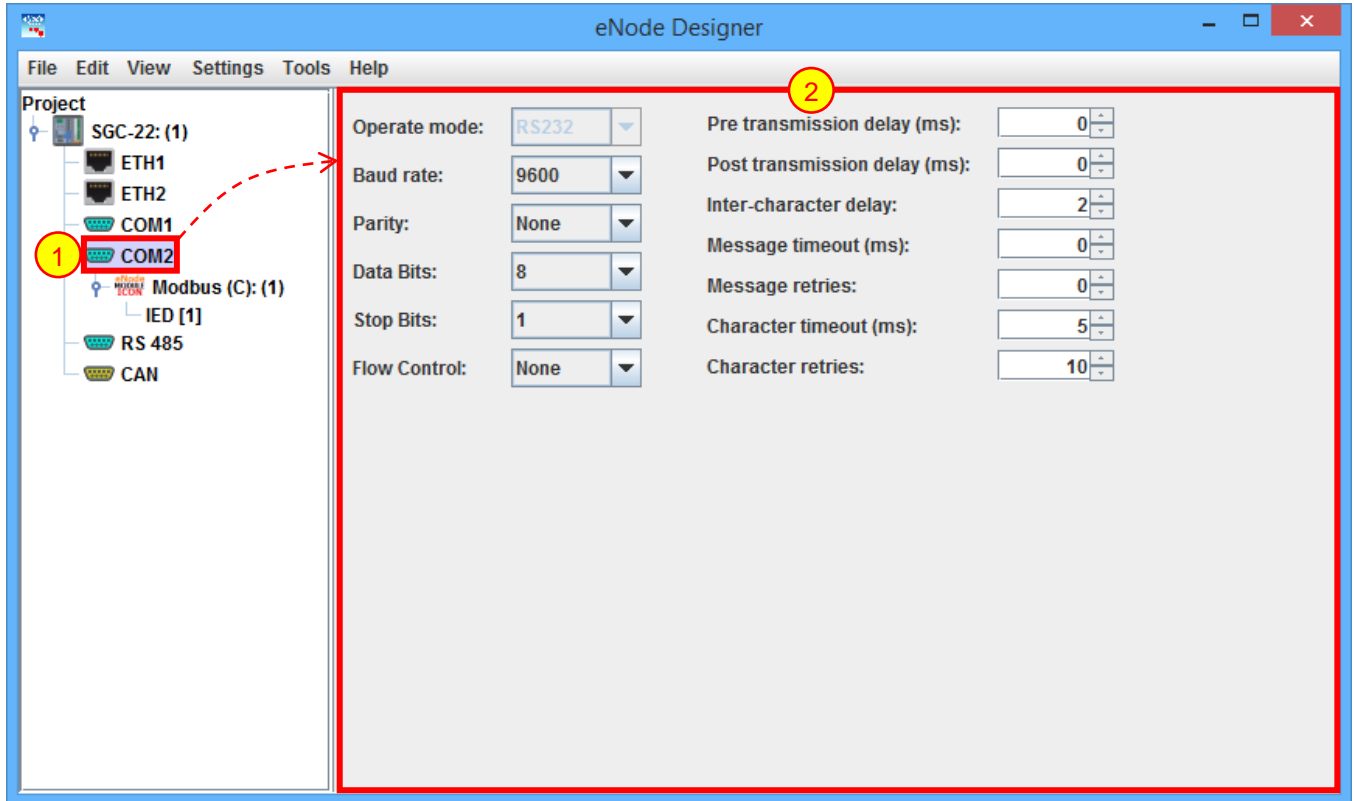 eNode Designer
File Edit View Settings Tools Help
Project
SGC-22: (1)
ETH1
ETH2
COM1
1
COM2
eNode
MODULE
ICON
Modbus (C): (1)
IED [1]
RS 485
CAN
2
Operate mode: RS232
Baud rate: 9600
Parity: None
Data Bits: 8
Stop Bits: 1
Flow Control: None
Pre transmission delay (ms): 0
Post transmission delay (ms): 0
Inter-character delay: 2
Message timeout (ms): 0
Message retries: 0
Character timeout (ms): 5
Character retries: 10